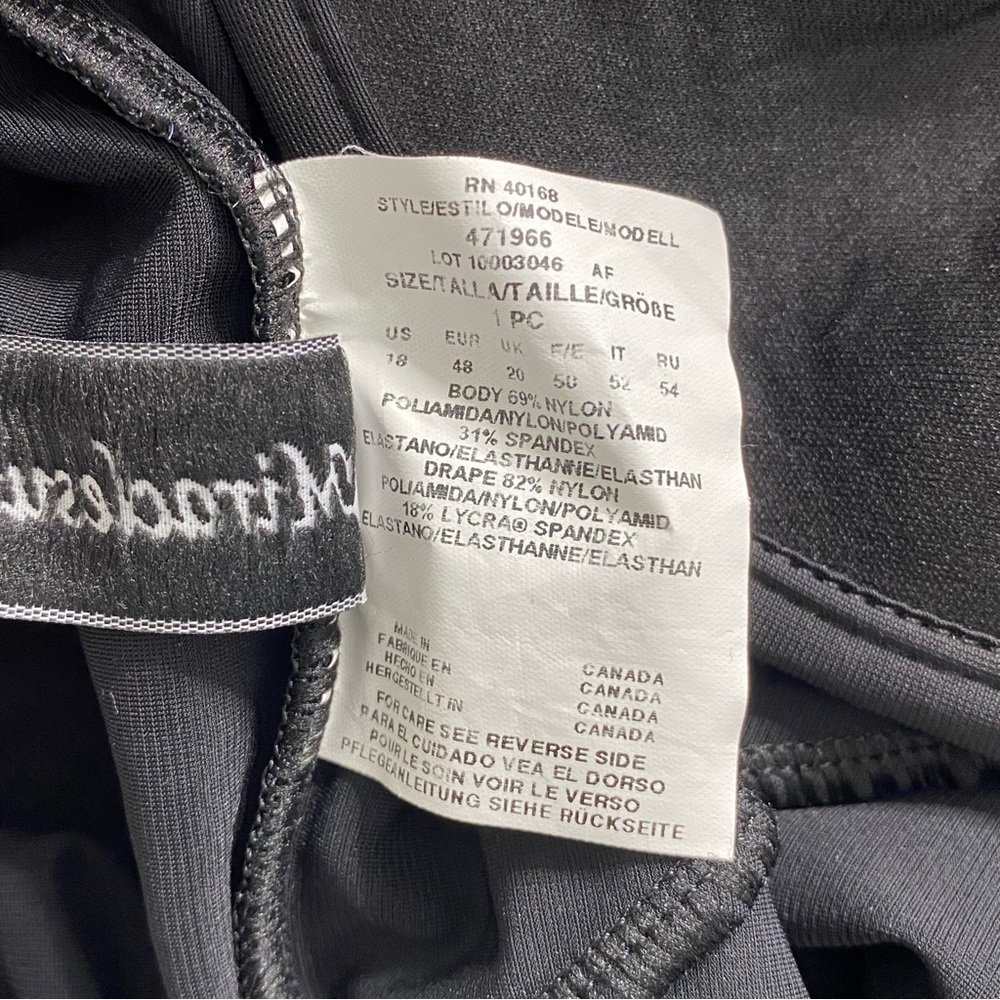 RN 40168
STYLE/ESTILO/MODELE/MODELL
471966
LOT 10003046 AF
SIZE/TALLA/TAILLE/GRÖßE
1 PC
US EUR UK F/E IT RU
18 48 20 50 52 54
BODY 69% NYLON
POLIAMIDA/NYLON/POLYAMID
31% SPANDEX
ELASTANO/ELASTHANNE/ELASTHAN
DRAPE 82% NYLON
POLIAMIDA/NYLON/POLYAMID
18% LYCRA® SPANDEX
ELASTANO/ELASTHANNE/ELASTHAN
MADE IN CANADA
FABRIQUE EN CANADA
HECHO EN CANADA
HERGESTELLT IN CANADA
FOR CARE SEE REVERSE SIDE
PARA EL CUIDADO VEA EL DORSO
POUR LE SOIN VOIR LE VERSO
PFLEGEANLEITUNG SIEHE RÜCKSEITE
Miraclesu